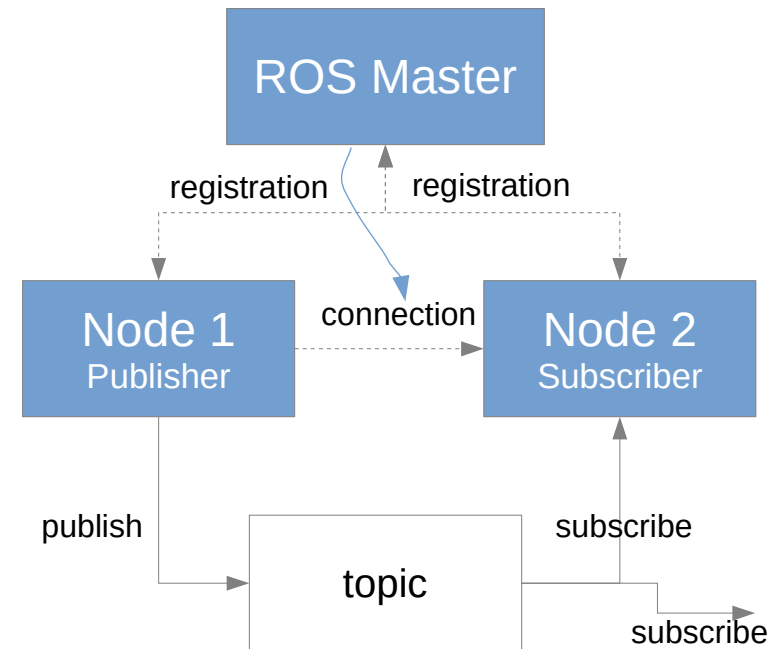 ROS Master
registration
registration
connection
Node 1
Publisher
Node 2
Subscriber
publish
subscribe
topic
subscribe